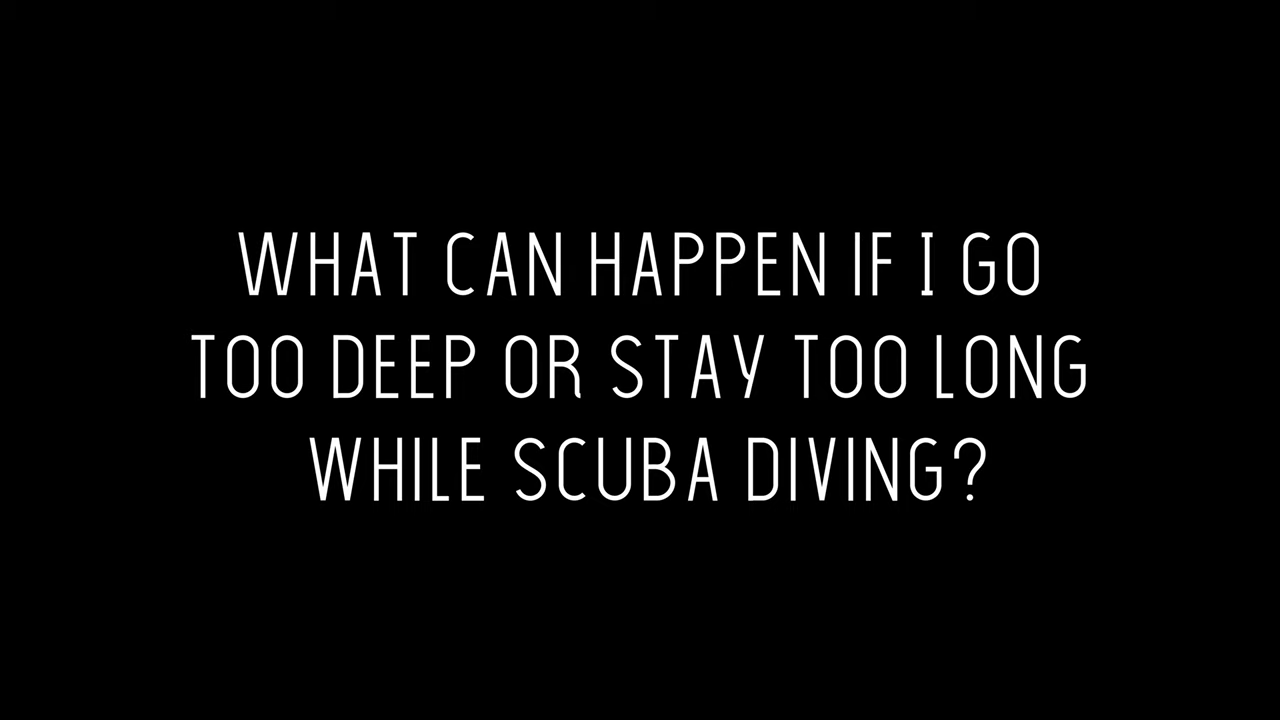 WHAT CAN HAPPEN IF I GO
TOO DEEP OR STAY TOO LONG
WHILE SCUBA DIVING?